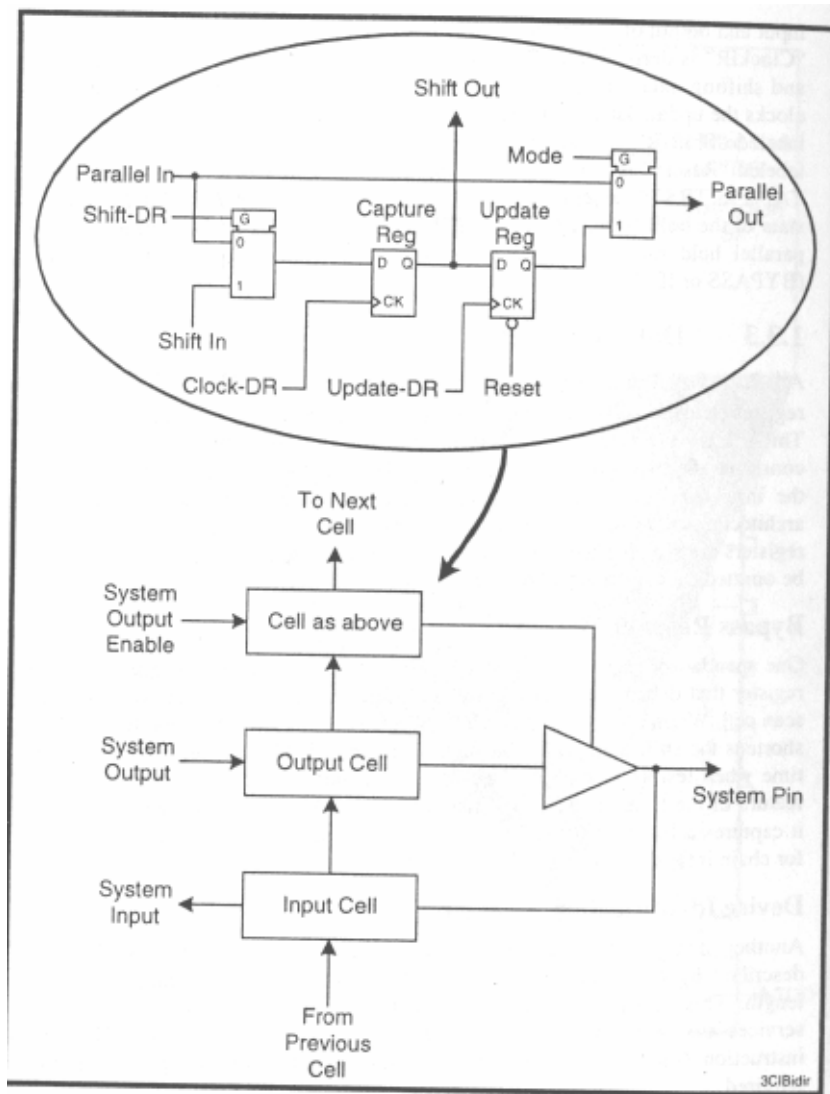 Shift Out
Mode
G
Parallel In
0
Parallel
Out
Shift-DR
G
Capture
Reg
Update
Reg
0
1
D Q
D Q
1
CK
CK
Shift In
Clock-DR
Update-DR
Reset
To Next
Cell
System
Output
Enable
Cell as above
System
Output
Output Cell
System Pin
System
Input
Input Cell
From
Previous
Cell
3CIBidir